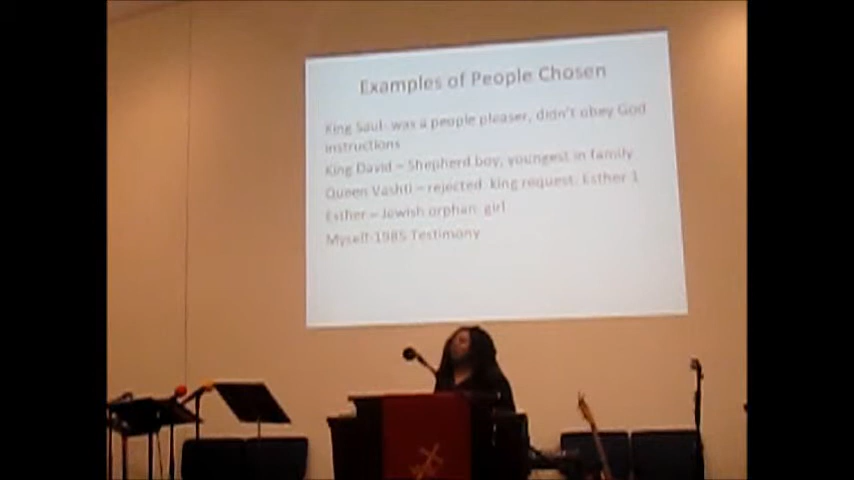 Examples of People Chosen
King Saul- was a people pleaser, didn't obey God
instructions
King David – Shepherd boy, youngest in family
Queen Vashti – rejected king request. Esther 1
Esther – Jewish orphan girl
Myself-1985 Testimony